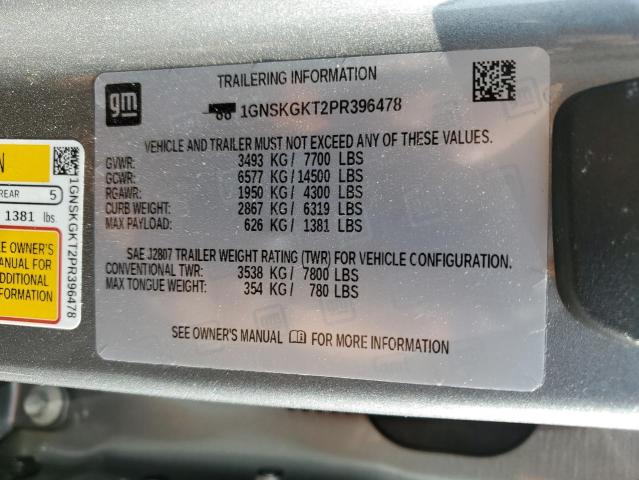 gm
TRAILERING INFORMATION
1GNSKGKT2PR396478
VEHICLE AND TRAILER MUST NOT EXCEED ANY OF THESE VALUES.
GVWR: 3493 KG/ 7700 LBS
GCWR: 6577 KG/14500 LBS
RGAWR: 1950 KG/ 4300 LBS
CURB WEIGHT: 2867 KG/ 6319 LBS
MAX PAYLOAD: 626 KG/ 1381 LBS
SAE J2807 TRAILER WEIGHT RATING (TWR) FOR VEHICLE CONFIGURATION.
CONVENTIONAL TWR: 3538 KG/ 7800 LBS
MAX TONGUE WEIGHT: 354 KG/ 780 LBS
SEE OWNER'S MANUAL FOR MORE INFORMATION
N
REAR 5
1381 lbs.
EE OWNER'S
MANUAL FOR
ADDITIONAL
FORMATION
1GNSKGKT2PR396478